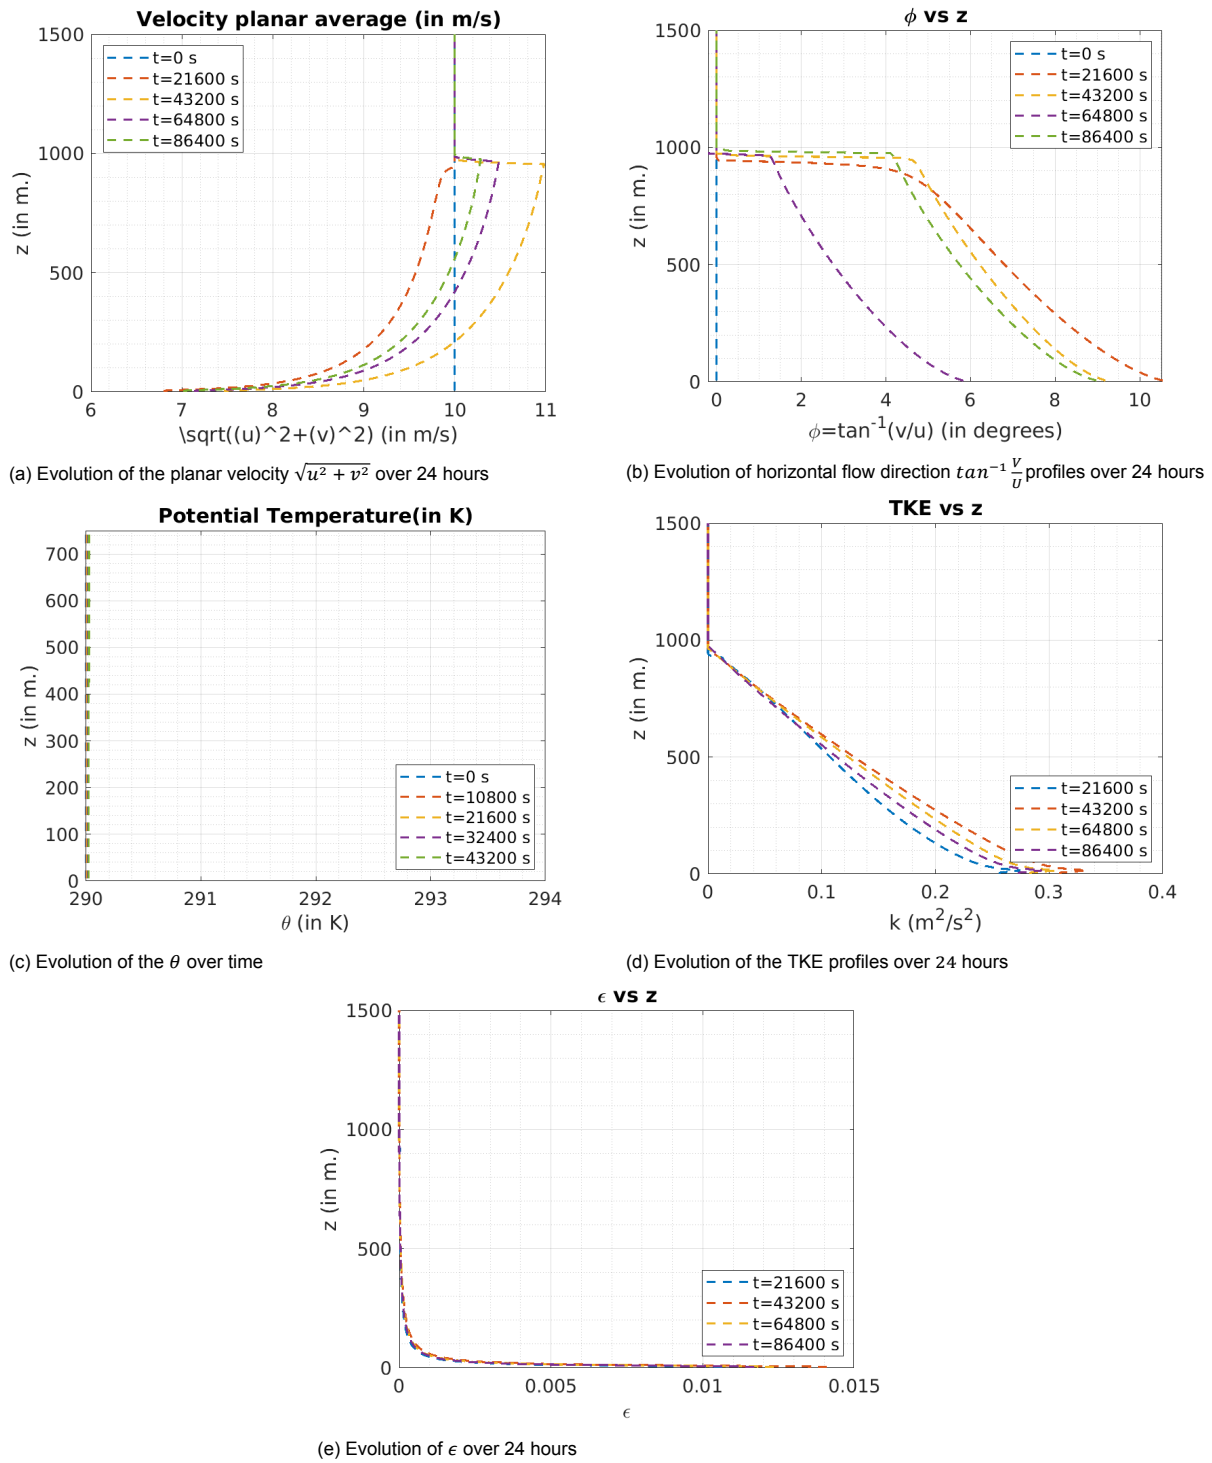 Velocity planar average (in m/s)
1500
1000
500
0
z (in m.)
t=0 s
t=21600 s
t=43200 s
t=64800 s
t=86400 s
6 7 8 9 10 11
\sqrt((u)^2+(v)^2) (in m/s)
(a) Evolution of the planar velocity √u² + v² over 24 hours
ϕ vs z
1500
1000
500
0
z (in m.)
t=0 s
t=21600 s
t=43200 s
t=64800 s
t=86400 s
0 2 4 6 8 10
ϕ=tan⁻¹(v/u) (in degrees)
(b) Evolution of horizontal flow direction tan⁻¹ V/U profiles over 24 hours
Potential Temperature(in K)
700
600
500
400
300
200
100
0
z (in m.)
t=0 s
t=10800 s
t=21600 s
t=32400 s
t=43200 s
290 291 292 293 294
θ (in K)
(c) Evolution of the θ over time
TKE vs z
1500
1000
500
0
z (in m.)
t=21600 s
t=43200 s
t=64800 s
t=86400 s
0 0.1 0.2 0.3 0.4
k (m²/s²)
(d) Evolution of the TKE profiles over 24 hours
ϵ vs z
1500
1000
500
0
z (in m.)
t=21600 s
t=43200 s
t=64800 s
t=86400 s
0 0.005 0.01 0.015
ϵ
(e) Evolution of ϵ over 24 hours